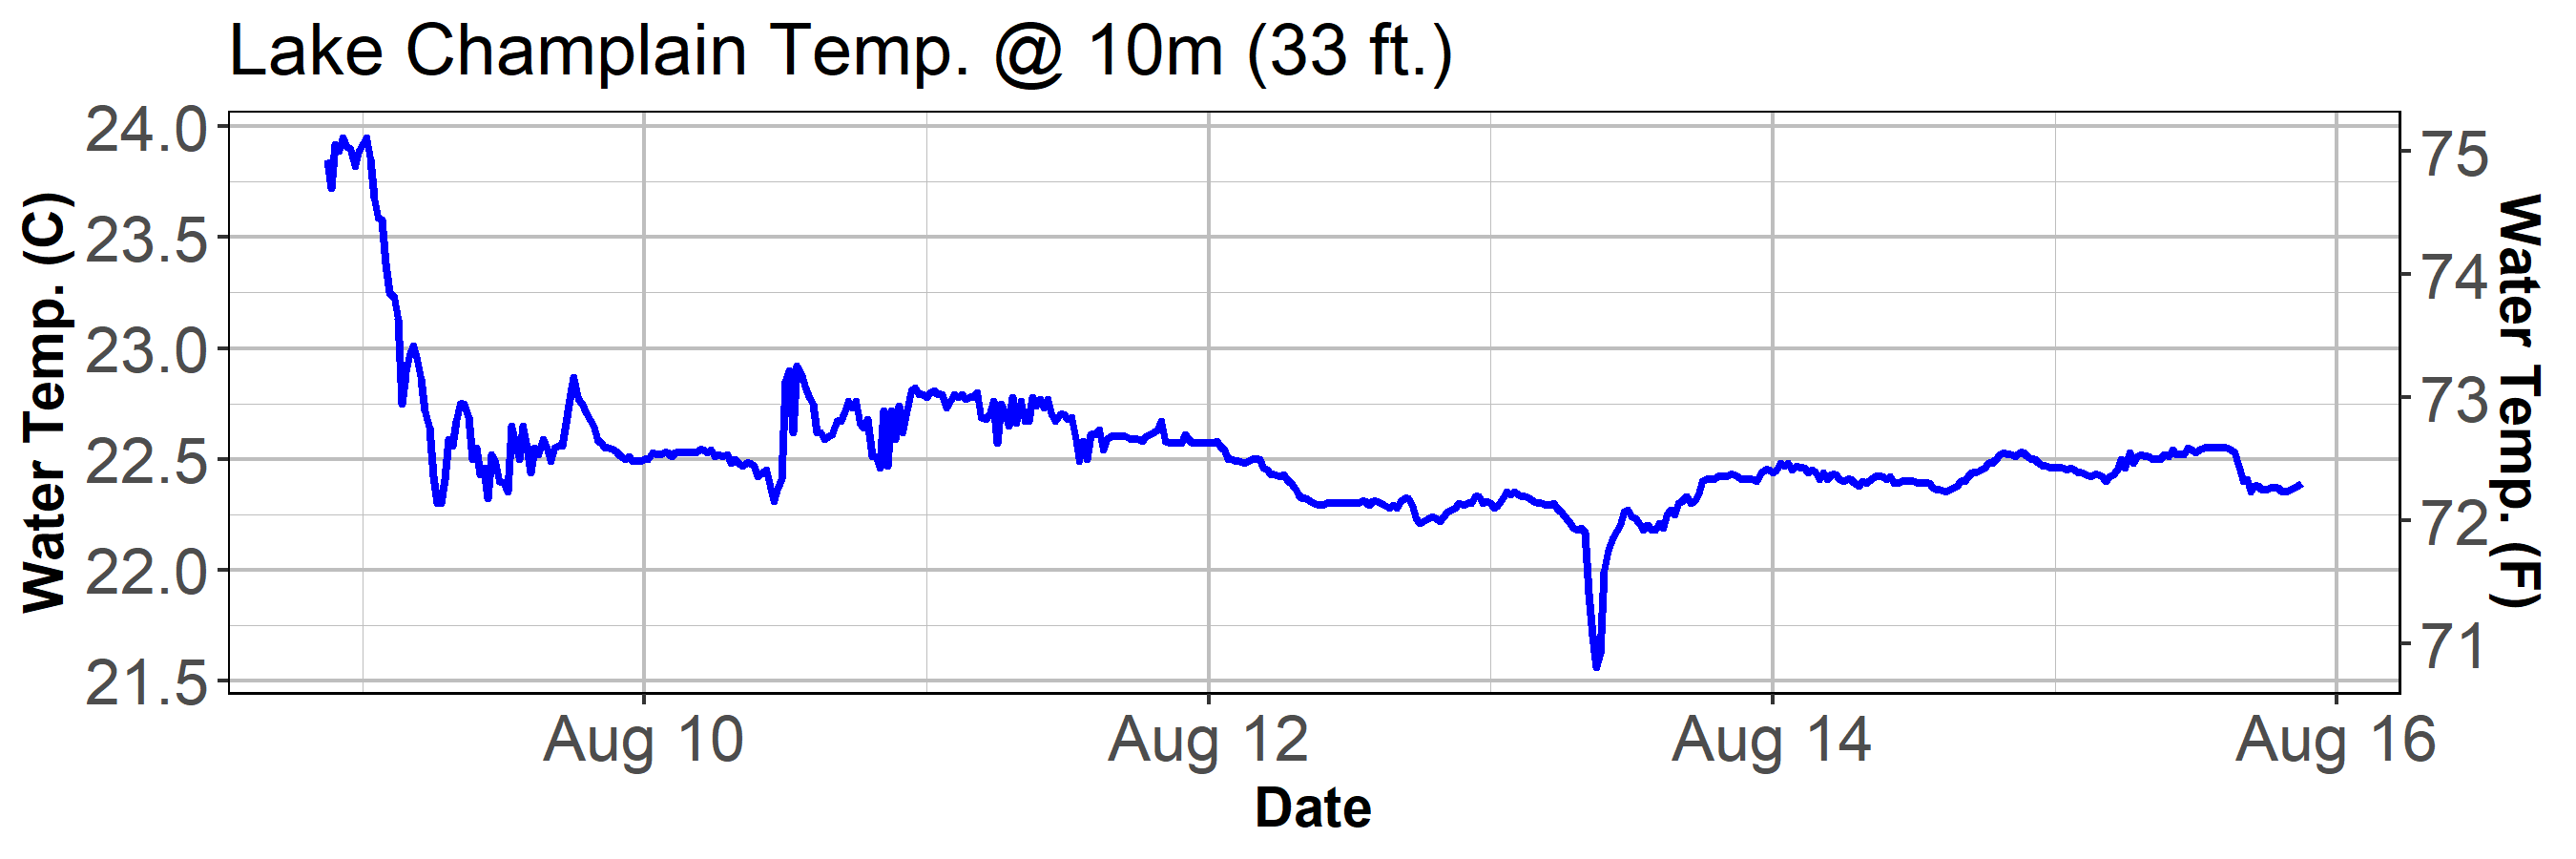 Lake Champlain Temp. @ 10m (33 ft.)
Water Temp. (C)
24.0
23.5
23.0
22.5
22.0
21.5
75
74
73
72
71
Water Temp. (F)
Aug 10
Aug 12
Aug 14
Aug 16
Date